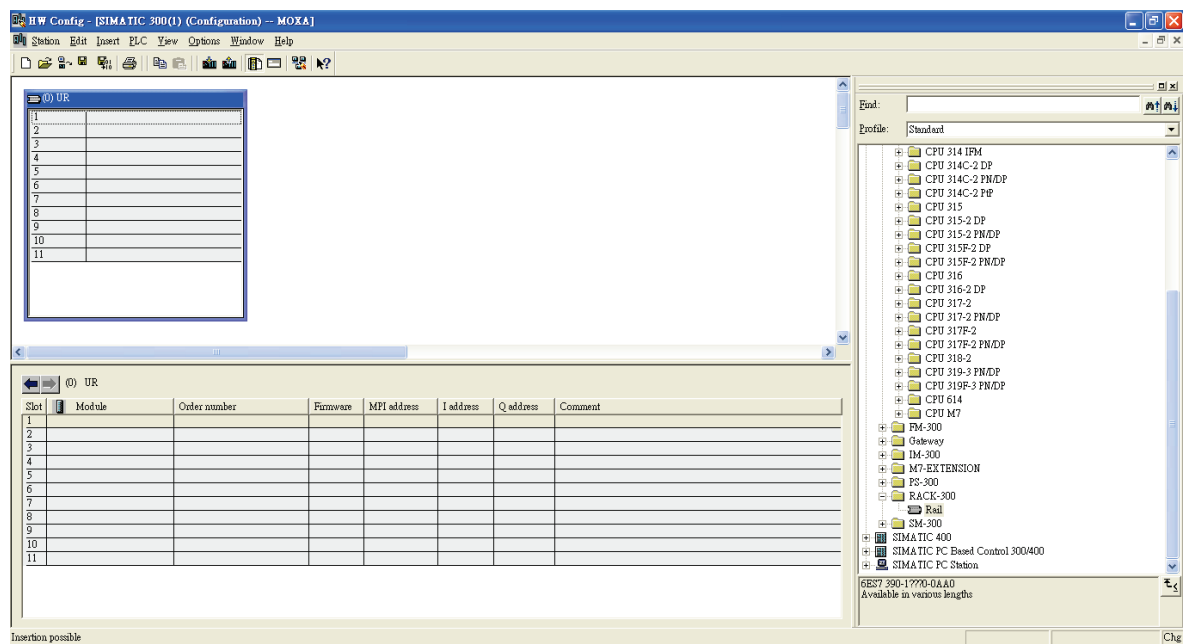 HW Config - [SIMATIC 300(1) (Configuration) -- MOXA]
Station Edit Insert PLC View Options Window Help
(0) UR
1
2
3
4
5
6
7
8
9
10
11
(0) UR
Slot Module Order number Firmware MPI address I address Q address Comment
1
2
3
4
5
6
7
8
9
10
11
Find:
Profile: Standard
CPU 314 IFM
CPU 314C-2 DP
CPU 314C-2 PN/DP
CPU 314C-2 PtP
CPU 315
CPU 315-2 DP
CPU 315-2 PN/DP
CPU 315F-2 DP
CPU 315F-2 PN/DP
CPU 316
CPU 316-2 DP
CPU 317-2
CPU 317-2 PN/DP
CPU 317F-2
CPU 317F-2 PN/DP
CPU 318-2
CPU 319-3 PN/DP
CPU 319F-3 PN/DP
CPU 614
CPU M7
FM-300
Gateway
IM-300
M7-EXTENSION
PS-300
RACK-300
Rail
SM-300
SIMATIC 400
SIMATIC PC Based Control 300/400
SIMATIC PC Station
6ES7 390-1???0-0AA0
Available in various lengths
Insertion possible
Chg